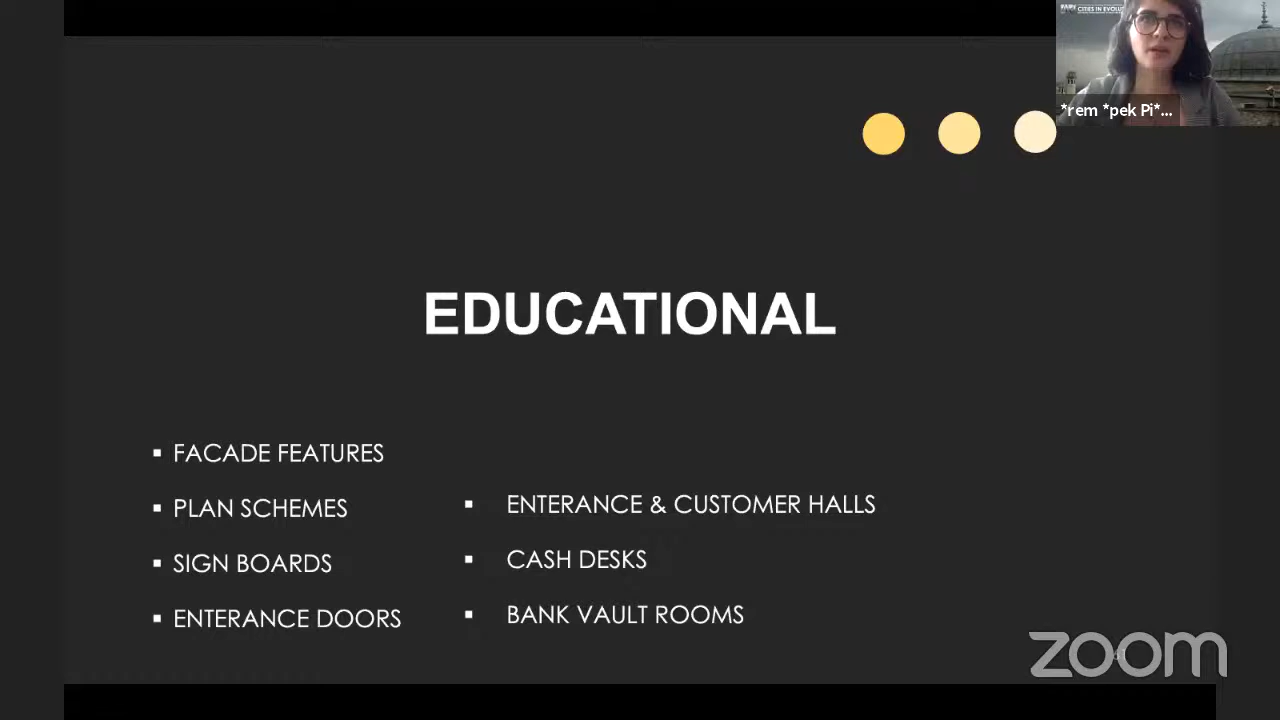 CITIES IN EVOLU
*rem *pek Pi*...
EDUCATIONAL
▪ FACADE FEATURES
▪ PLAN SCHEMES
▪ SIGN BOARDS
▪ ENTERANCE DOORS
▪ ENTERANCE & CUSTOMER HALLS
▪ CASH DESKS
▪ BANK VAULT ROOMS
zoom